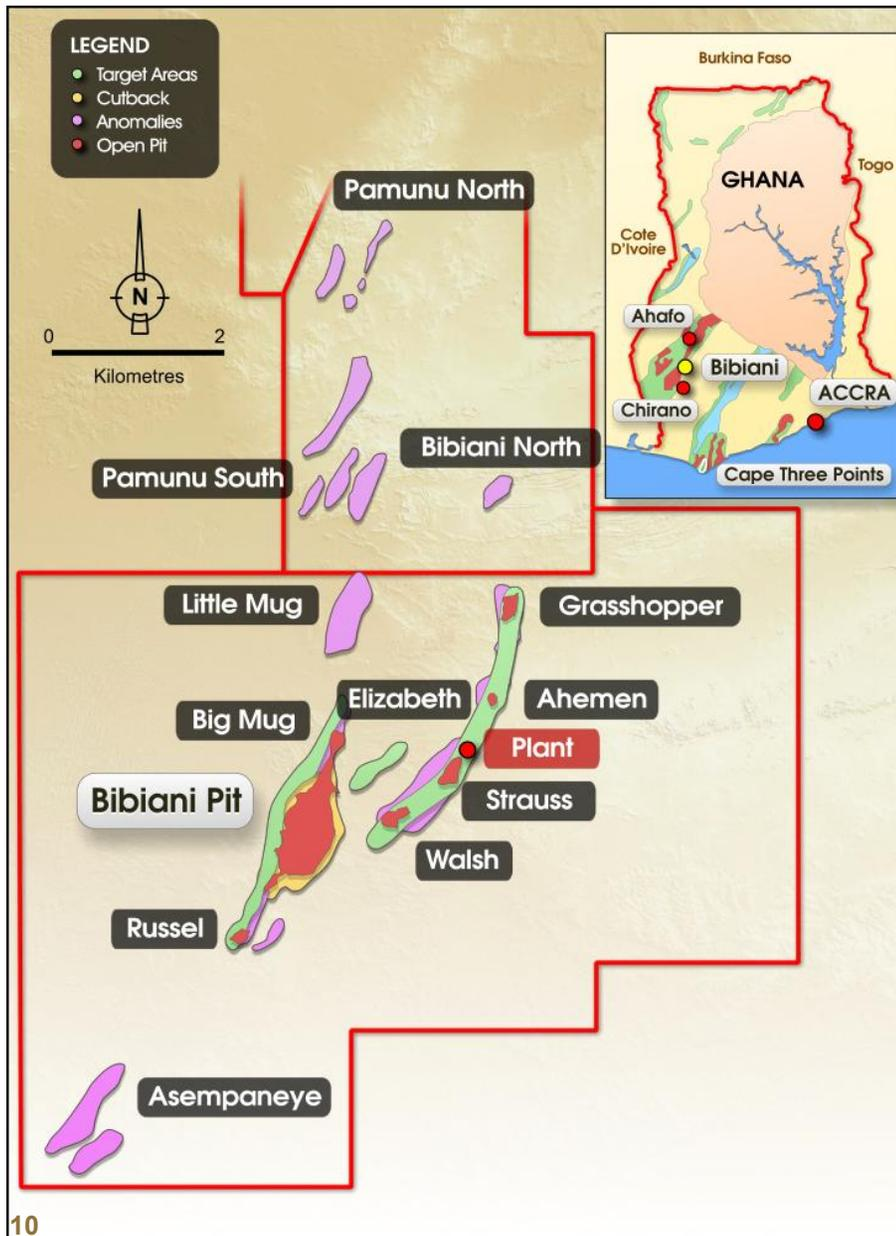 LEGEND
Target Areas
Cutback
Anomalies
Open Pit
N
0 2
Kilometres
Burkina Faso
Togo
GHANA
Cote
D'Ivoire
Ahafo
Bibiani
Chirano
ACCRA
Cape Three Points
Pamunu North
Bibiani North
Pamunu South
Little Mug
Grasshopper
Elizabeth
Ahemen
Big Mug
Plant
Bibiani Pit
Strauss
Walsh
Russel
Asempaneye
10